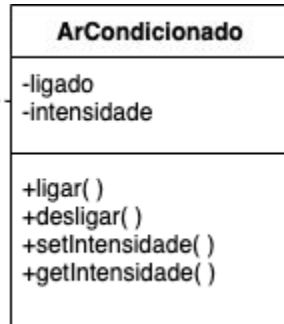 ArCondicionado
-ligado
-intensidade
+ligar( )
+desligar( )
+setIntensidade( )
+getIntensidade( )